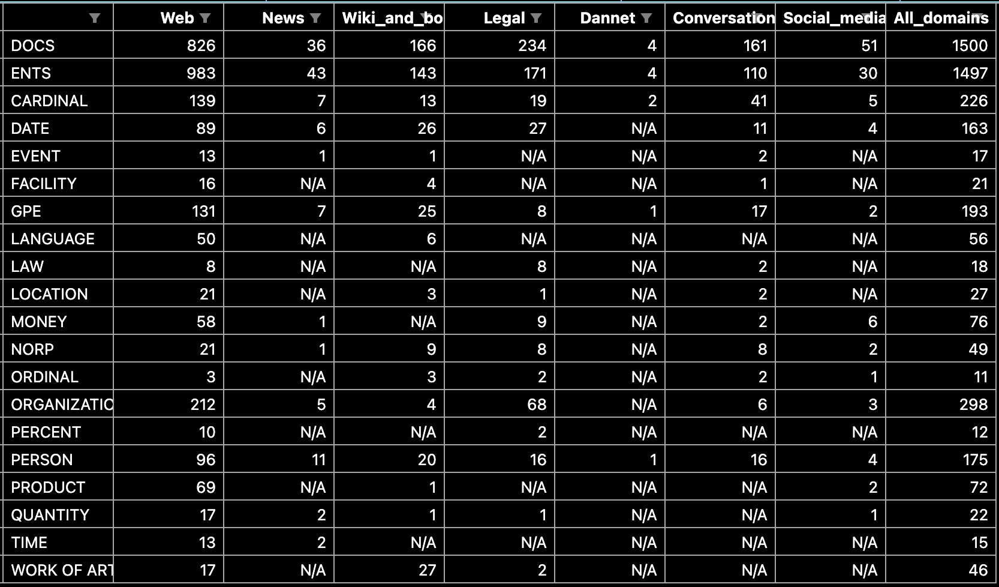 Web News Wiki_and_bo Legal Dannet Conversation Social_media All_domains
DOCS 826 36 166 234 4 161 51 1500
ENTS 983 43 143 171 4 110 30 1497
CARDINAL 139 7 13 19 2 41 5 226
DATE 89 6 26 27 N/A 11 4 163
EVENT 13 1 1 N/A N/A 2 N/A 17
FACILITY 16 N/A 4 N/A N/A 1 N/A 21
GPE 131 7 25 8 1 17 2 193
LANGUAGE 50 N/A 6 N/A N/A N/A N/A 56
LAW 8 N/A N/A 8 N/A 2 N/A 18
LOCATION 21 N/A 3 1 N/A 2 N/A 27
MONEY 58 1 N/A 9 N/A 2 6 76
NORP 21 1 9 8 N/A 8 2 49
ORDINAL 3 N/A 3 2 N/A 2 1 11
ORGANIZATIO 212 5 4 68 N/A 6 3 298
PERCENT 10 N/A N/A 2 N/A N/A N/A 12
PERSON 96 11 20 16 1 16 4 175
PRODUCT 69 N/A 1 N/A N/A N/A 2 72
QUANTITY 17 2 1 1 N/A N/A 1 22
TIME 13 2 N/A N/A N/A N/A N/A 15
WORK OF ART 17 N/A 27 2 N/A N/A N/A 46